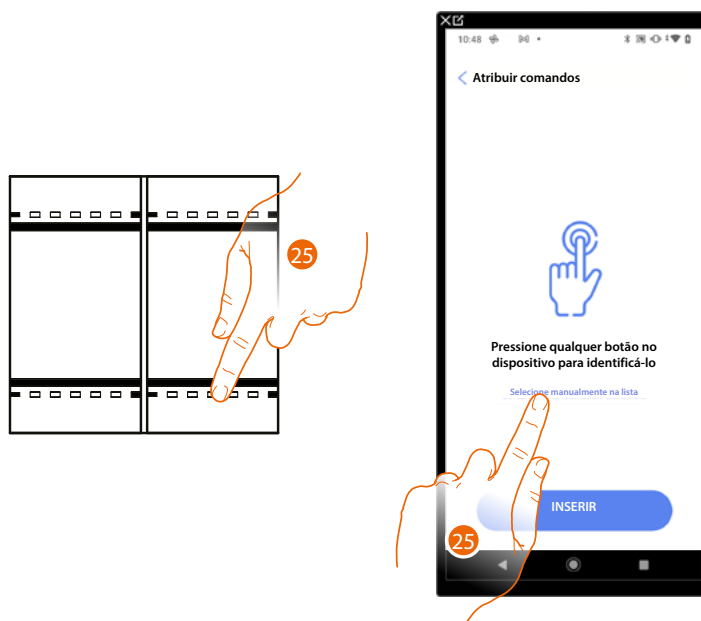 10:48
Atribuir comandos
25
Pressione qualquer botão no
dispositivo para identificá-lo
Selecione manualmente na lista
INSERIR
25